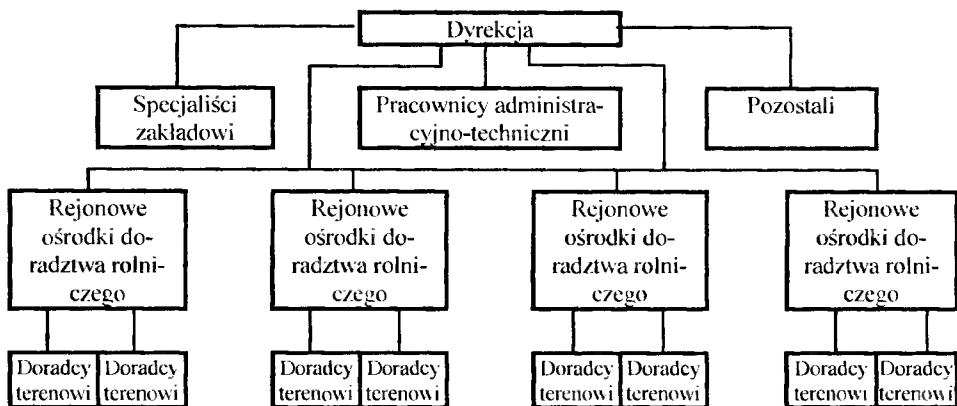 Dyrekcja
Specjaliści
zakładowi
Pracownicy administra-
cyjno-techniczni
Pozostali
Rejonowe
ośrodki do-
radztwa rolni-
czego
Rejonowe
ośrodki do-
radztwa rolni-
czego
Rejonowe
ośrodki do-
radztwa rolni-
czego
Rejonowe
ośrodki do-
radztwa rolni-
czego
Doradcy
terenowi
Doradcy
terenowi
Doradcy
terenowi
Doradcy
terenowi
Doradcy
terenowi
Doradcy
terenowi
Doradcy
terenowi
Doradcy
terenowi